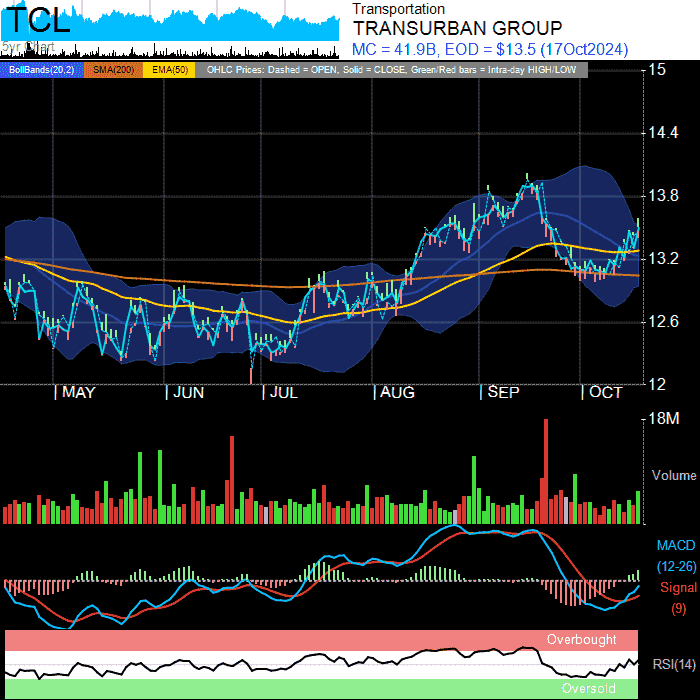 TCL
5yr Chart
Transportation
TRANSURBAN GROUP
MC = 41.9B, EOD = $13.5 (17Oct2024)
BollBands(20,2) SMA(200) EMA(50) OHLC Prices: Dashed = OPEN, Solid = CLOSE, Green/Red bars = Intra-day HIGH/LOW
15
14.4
13.8
13.2
12.6
12
| MAY | JUN | JUL | AUG | SEP | OCT
18M
Volume
MACD
(12-26)
Signal
(9)
Overbought
RSI(14)
Oversold